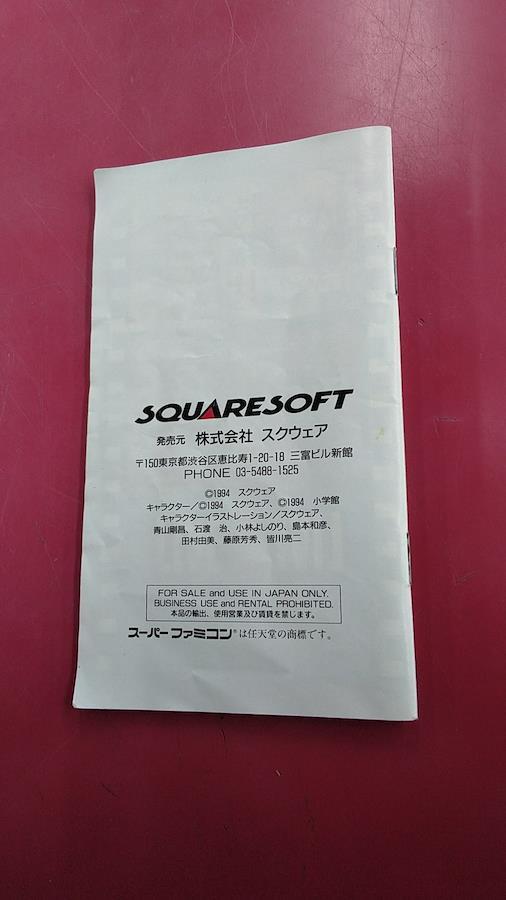 SQUARESOFT
発売元 株式会社 スクウェア
〒150東京都渋谷区恵比寿1-20-18 三富ビル新館
PHONE 03-5488-1525
©1994 スクウェア
キャラクター/©1994 スクウェア、©1994 小学館
キャラクターイラストレーション/スクウェア、
青山剛昌、石渡 治、小林よしのり、島本和彦、
田村由美、藤原芳秀、皆川亮二
FOR SALE and USE IN JAPAN ONLY.
BUSINESS USE and RENTAL PROHIBITED.
本品の輸出、使用営業及び賃貸を禁じます。
スーパーファミコン®は任天堂の商標です。